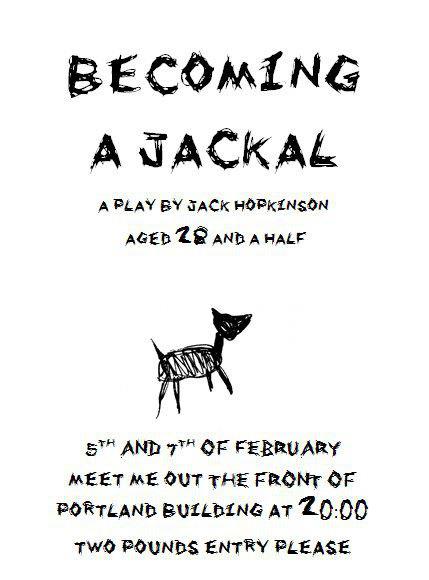 BECOMING
A JACKAL
A PLAY BY JACK HOPKINSON
AGED 28 AND A HALF
5TH AND 7TH OF FEBRUARY
MEET ME OUT THE FRONT OF
PORTLAND BUILDING AT 20:00
TWO POUNDS ENTRY PLEASE